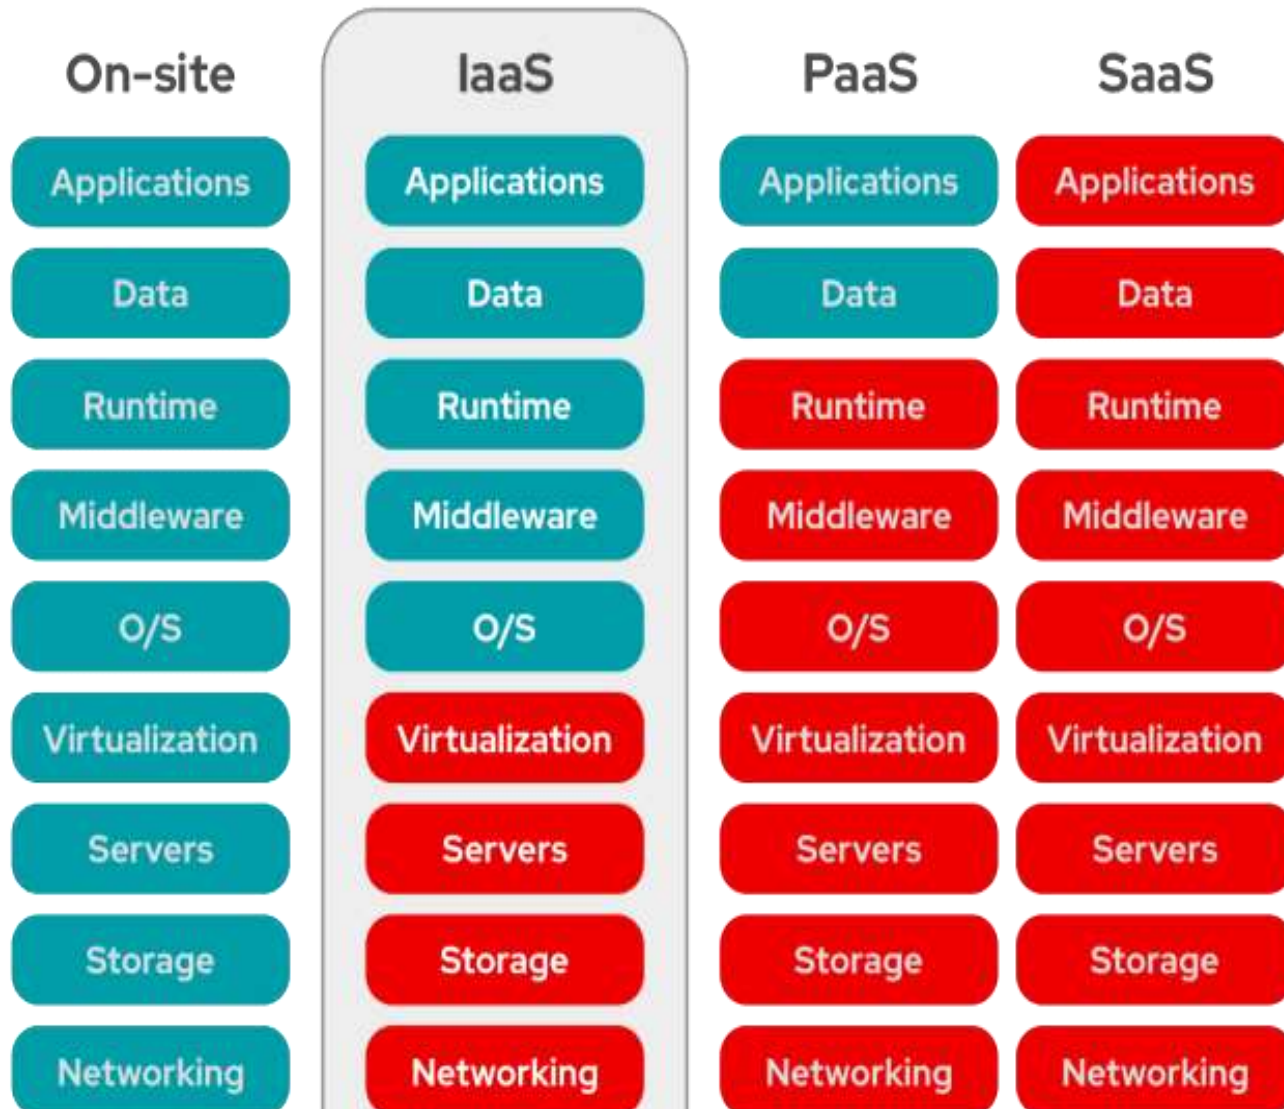 On-site IaaS PaaS SaaS
Applications Applications Applications Applications
Data Data Data Data
Runtime Runtime Runtime Runtime
Middleware Middleware Middleware Middleware
O/S O/S O/S O/S
Virtualization Virtualization Virtualization Virtualization
Servers Servers Servers Servers
Storage Storage Storage Storage
Networking Networking Networking Networking